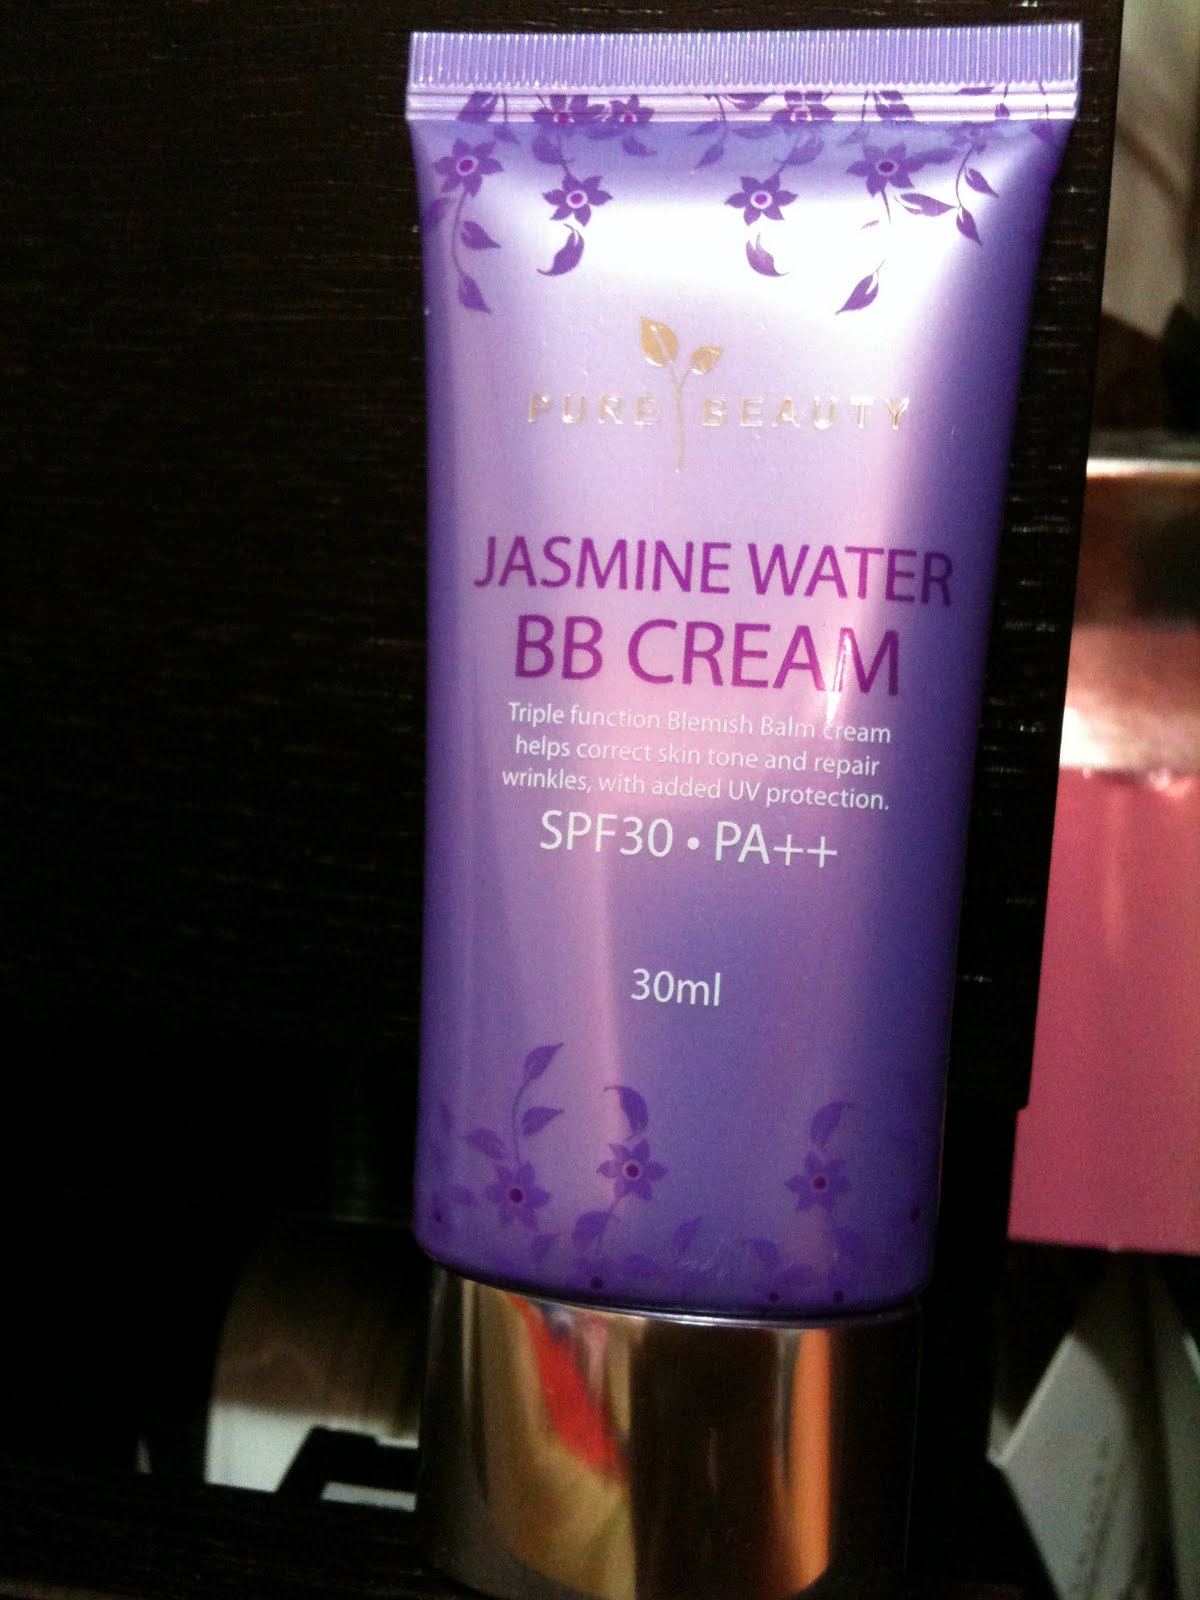 PURE BEAUTY
JASMINE WATER
BB CREAM
Triple function Blemish Balm cream
helps correct skin tone and repair
wrinkles, with added UV protection.
SPF30 • PA++
30ml